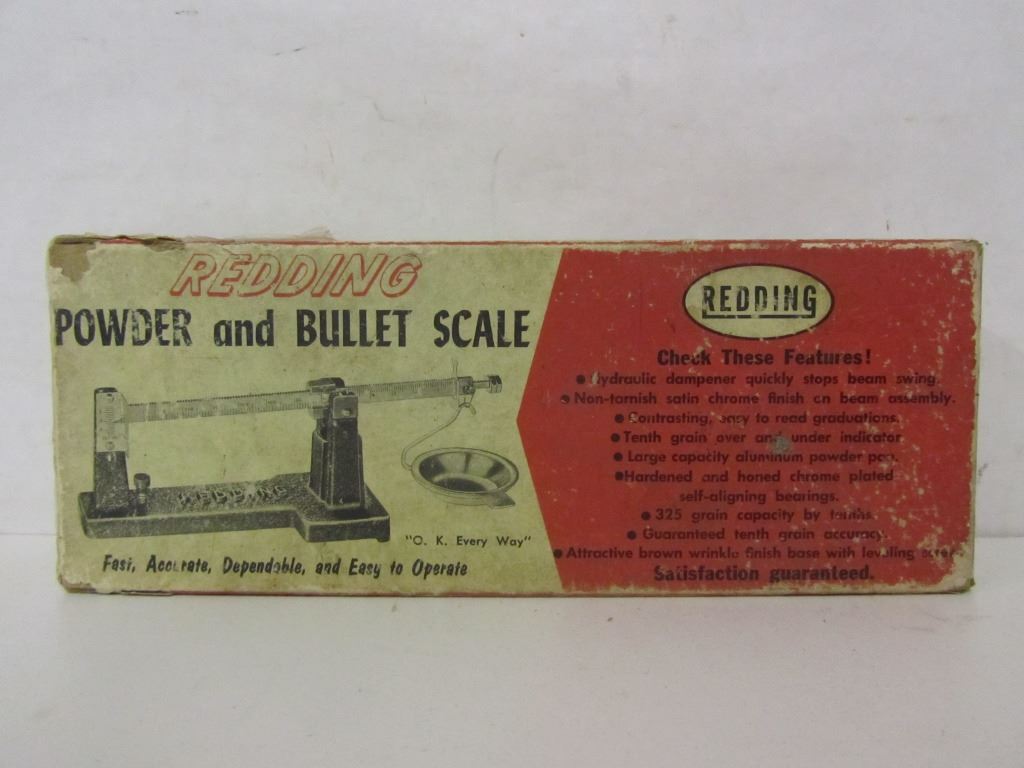 REDDING
POWDER and BULLET SCALE
REDDING
"O. K. Every Way"
Fast, Accurate, Dependable, and Easy to Operate
REDDING
Check These Features!
● Hydraulic dampener quickly stops beam swing.
● Non-tarnish satin chrome finish on beam assembly.
● Contrasting, easy to read graduations.
● Tenth grain over and under indicator
● Large capacity aluminum powder pan.
● Hardened and honed chrome plated
self-aligning bearings.
● 325 grain capacity by tenths.
● Guaranteed tenth grain accuracy.
● Attractive brown wrinkle finish base with leveling screw
Satisfaction guaranteed.